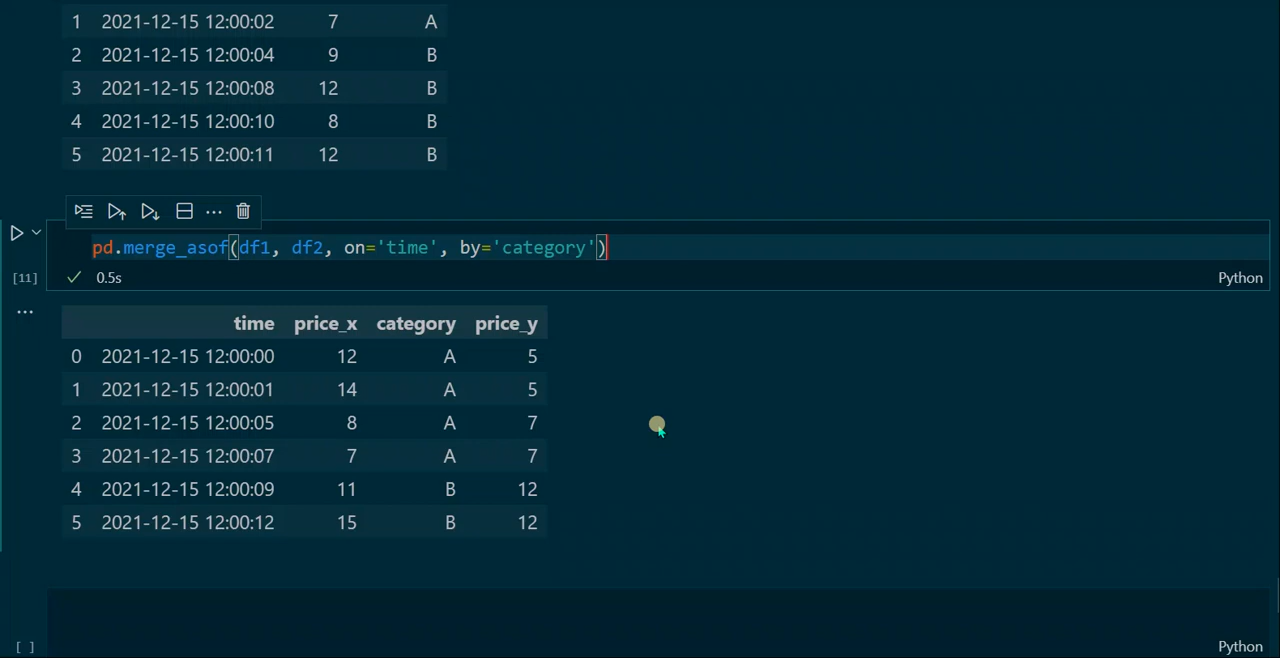 1 2021-12-15 12:00:02 7 A
2 2021-12-15 12:00:04 9 B
3 2021-12-15 12:00:08 12 B
4 2021-12-15 12:00:10 8 B
5 2021-12-15 12:00:11 12 B
pd.merge_asof(df1, df2, on='time', by='category')
[11] 0.5s Python
time price_x category price_y
0 2021-12-15 12:00:00 12 A 5
1 2021-12-15 12:00:01 14 A 5
2 2021-12-15 12:00:05 8 A 7
3 2021-12-15 12:00:07 7 A 7
4 2021-12-15 12:00:09 11 B 12
5 2021-12-15 12:00:12 15 B 12
[ ] Python